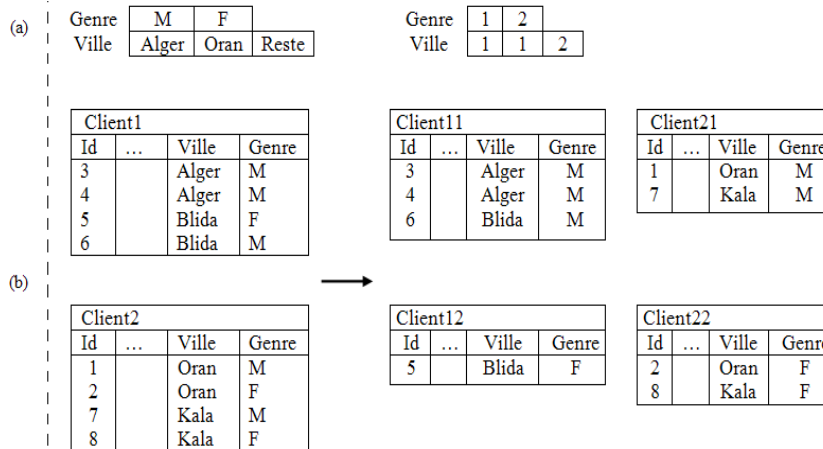 (a)
Genre M F
Ville Alger Oran Reste
Genre 1 2
Ville 1 1 2
(b)
Client1
Id ... Ville Genre
3 Alger M
4 Alger M
5 Blida F
6 Blida M
Client11
Id ... Ville Genre
3 Alger M
4 Alger M
6 Blida M
Client21
Id ... Ville Genre
1 Oran M
7 Kala M
Client2
Id ... Ville Genre
1 Oran M
2 Oran F
7 Kala M
8 Kala F
Client12
Id ... Ville Genre
5 Blida F
Client22
Id ... Ville Genre
2 Oran F
8 Kala F